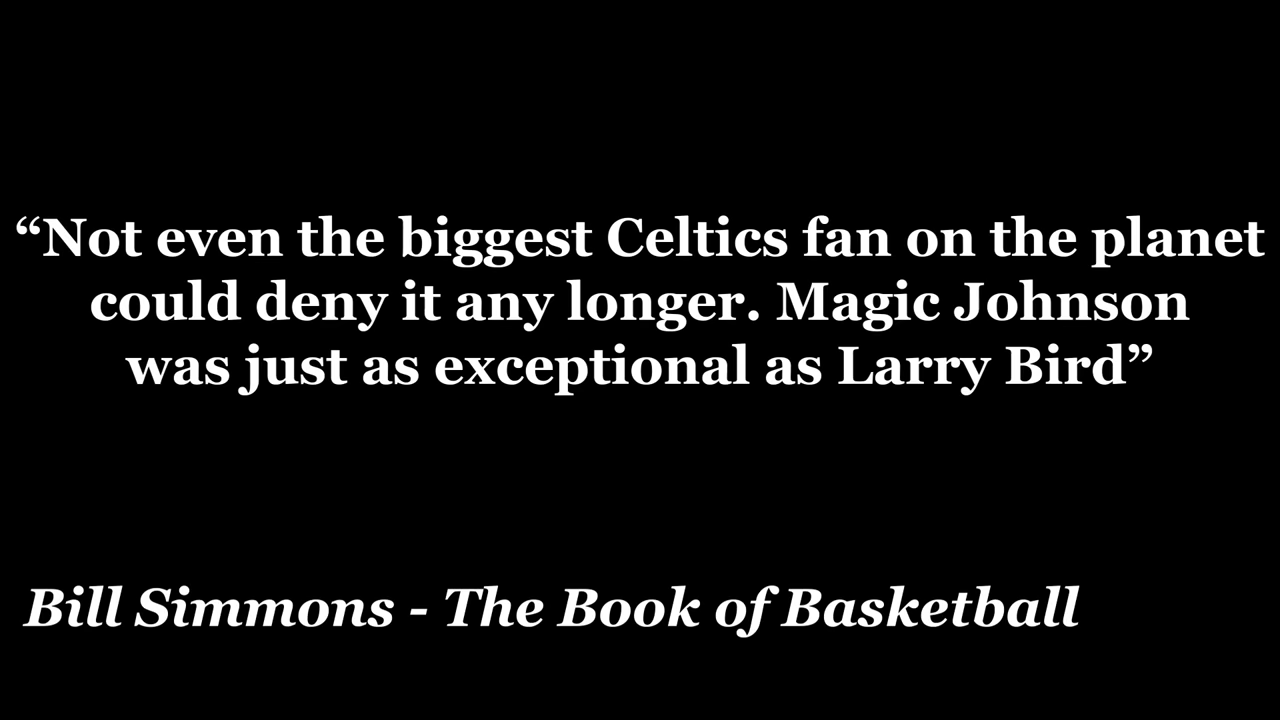 “Not even the biggest Celtics fan on the planet
could deny it any longer. Magic Johnson
was just as exceptional as Larry Bird”
Bill Simmons - The Book of Basketball